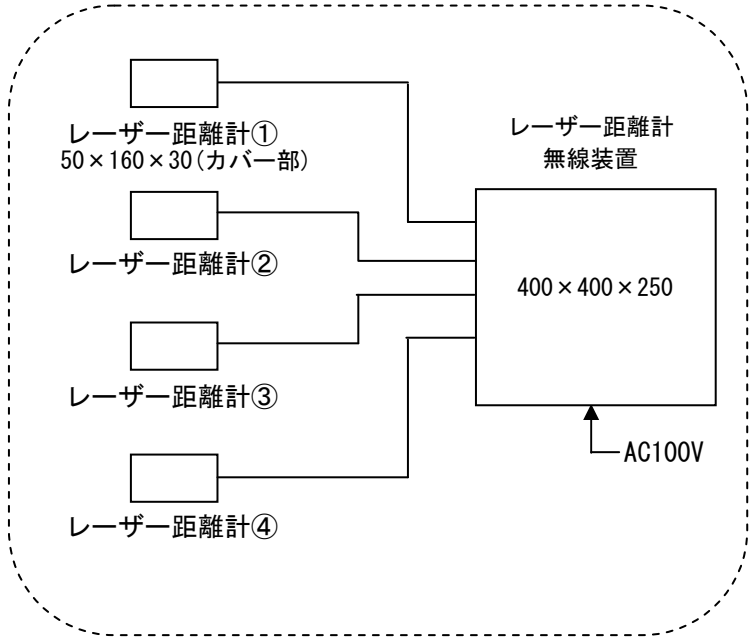 レーザー距離計①
50×160×30(カバー部)
レーザー距離計②
レーザー距離計③
レーザー距離計④
レーザー距離計
無線装置
400×400×250
AC100V